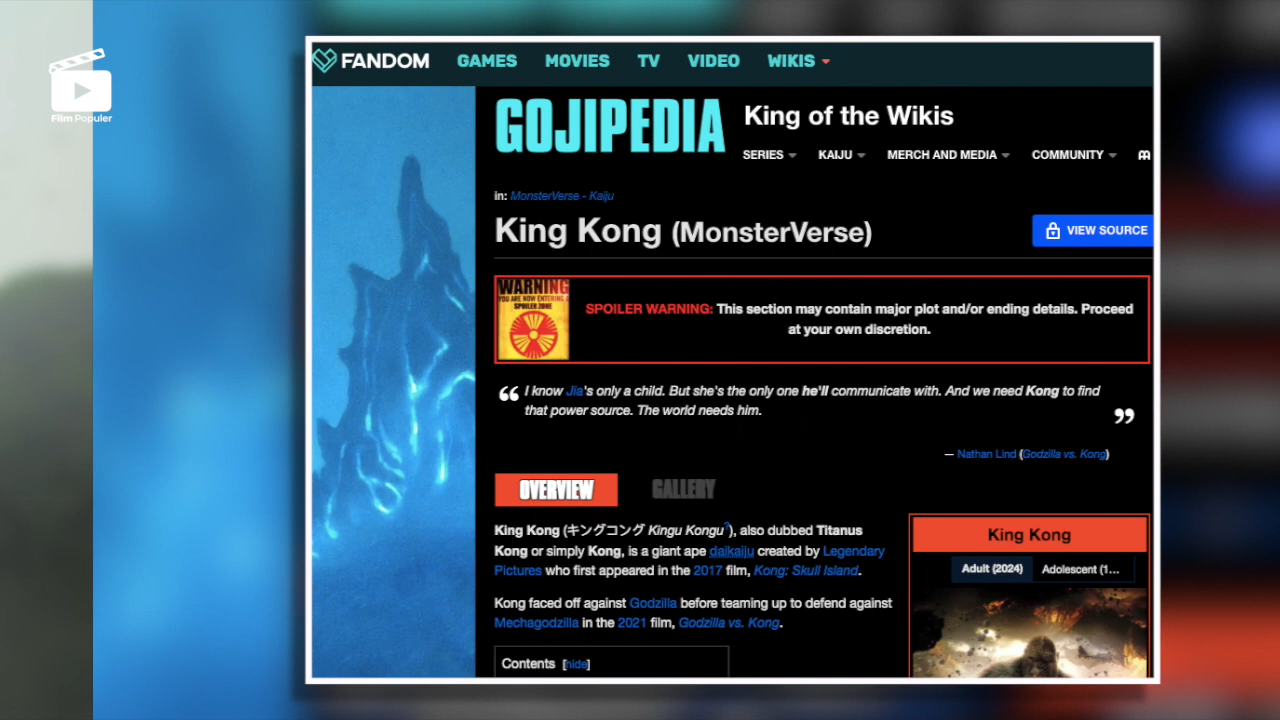 Film Populer
FANDOM GAMES MOVIES TV VIDEO WIKIS
GOJIPEDIA
King of the Wikis
SERIES KAIJU MERCH AND MEDIA COMMUNITY
in: MonsterVerse - Kaiju
King Kong (MonsterVerse)
VIEW SOURCE
WARNING
YOU ARE NOW ENTERING A
SPOILER ZONE
SPOILER WARNING: This section may contain major plot and/or ending details. Proceed
at your own discretion.
“ I know Jia's only a child. But she's the only one he'll communicate with. And we need Kong to find
that power source. The world needs him. ”
— Nathan Lind (Godzilla vs. Kong)
OVERVIEW GALLERY
King Kong (キングコング Kingu Kongu?), also dubbed Titanus
Kong or simply Kong, is a giant ape daikaiju created by Legendary
Pictures who first appeared in the 2017 film, Kong: Skull Island.
Kong faced off against Godzilla before teaming up to defend against
Mechagodzilla in the 2021 film, Godzilla vs. Kong.
Contents [hide]
King Kong
Adult (2024) Adolescent (1...